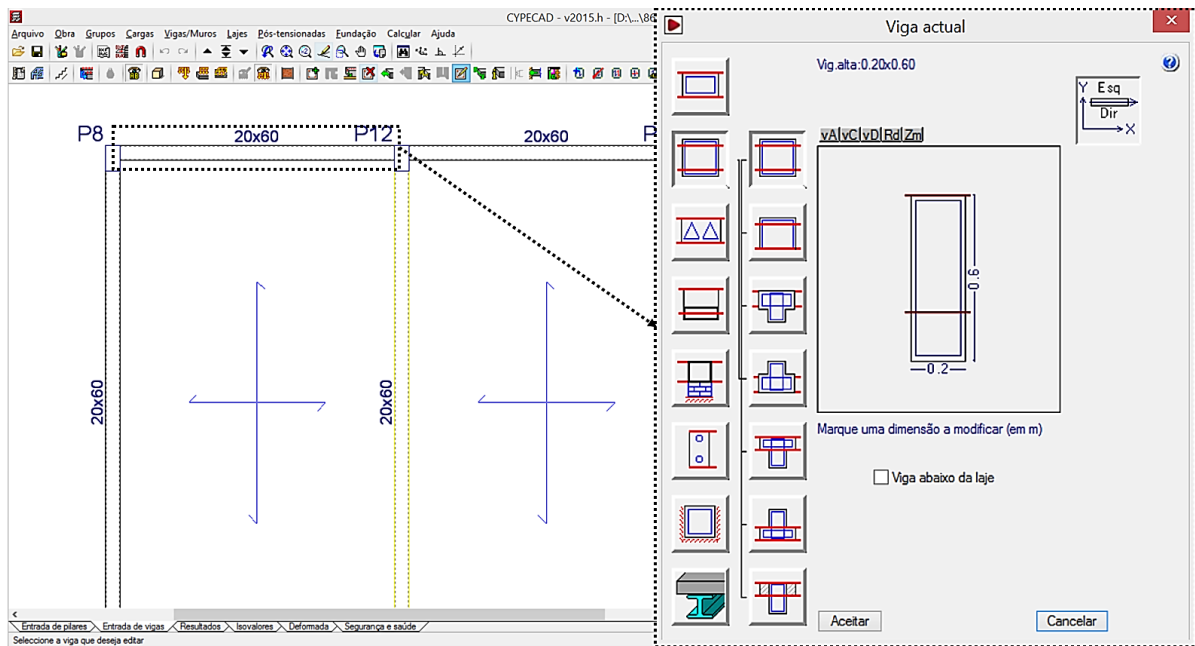 CYPECAD - v2015.h - [D:\...\86
Arquivo Obra Grupos Cargas Vigas/Muros Lajes Pós-tensionadas Fundação Calcular Ajuda
P8 20x60 P12 20x60 P
20x60
20x60
Entrada de pilares Entrada de vigas Resultados Isovalores Deformada Segurança e saúde
Seleccione a viga que deseja editar
Viga actual
Vig.alta:0.20x0.60
Y Esq
Dir
X
vA vC vD Rd Zm
0.6
0.2
Marque uma dimensão a modificar (em m)
Viga abaixo da laje
Aceitar Cancelar